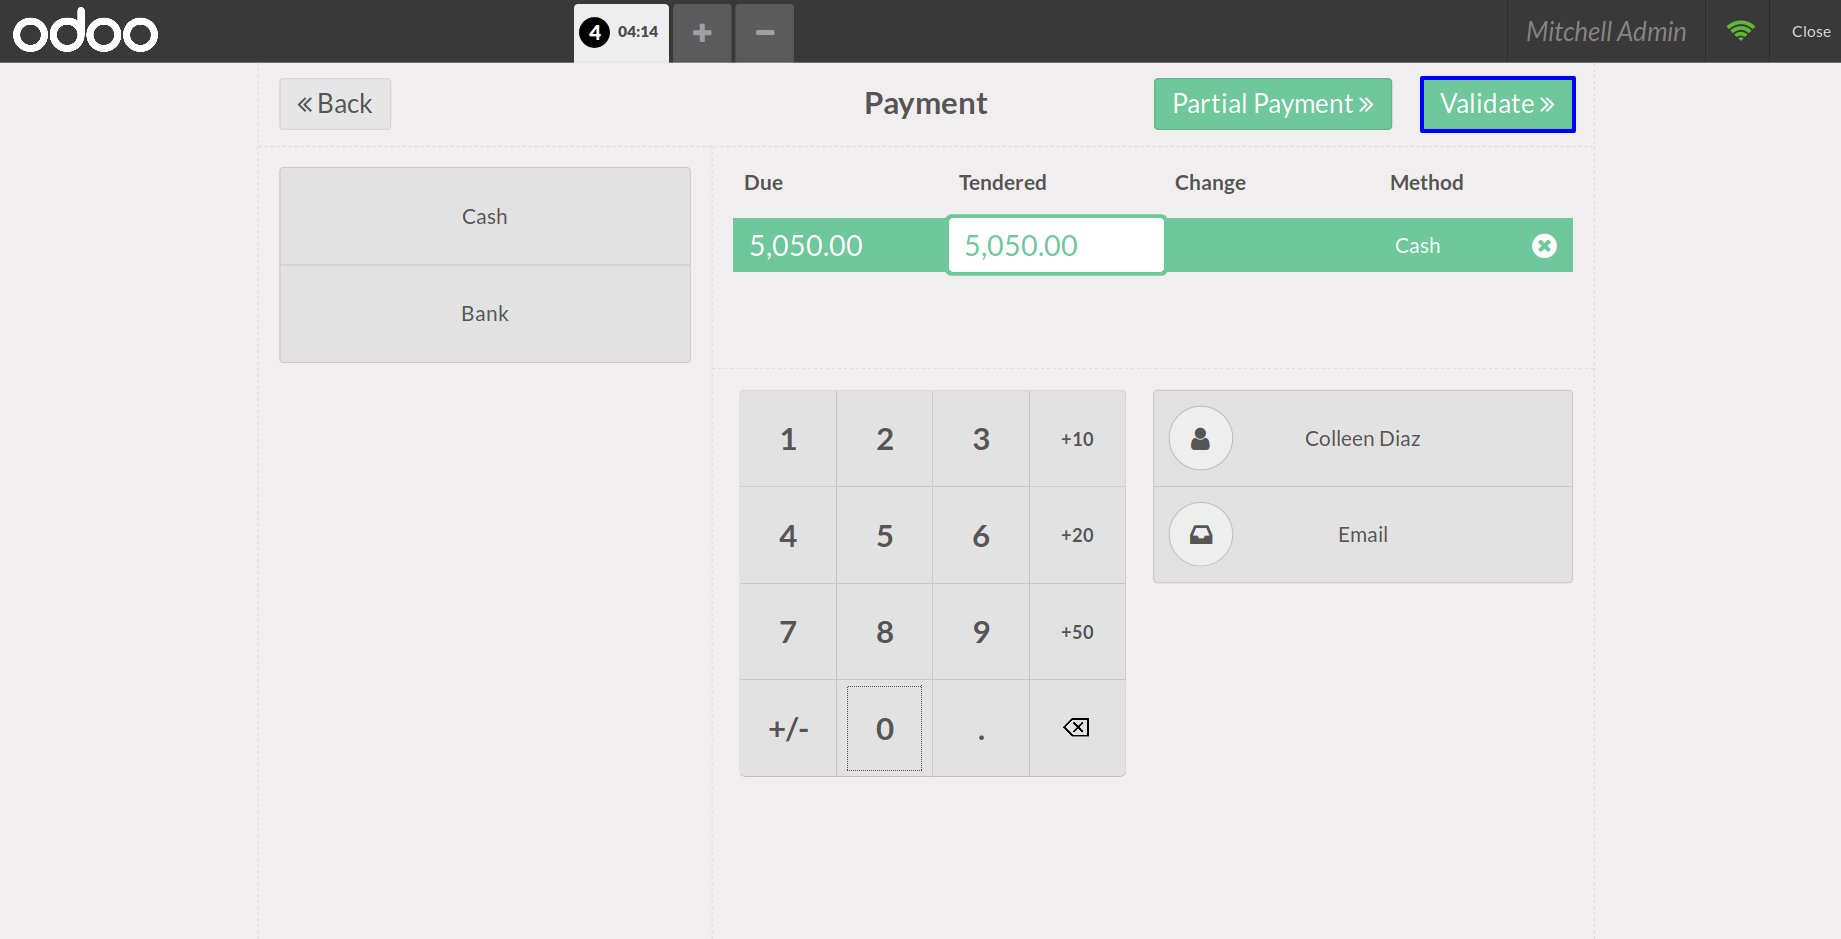 odoo
4 04:14 + −
Mitchell Admin
Close
« Back
Payment
Partial Payment »
Validate »
Cash
Bank
Due Tendered Change Method
5,050.00 5,050.00 Cash
1 2 3 +10
4 5 6 +20
7 8 9 +50
+/- 0 .
Colleen Diaz
Email